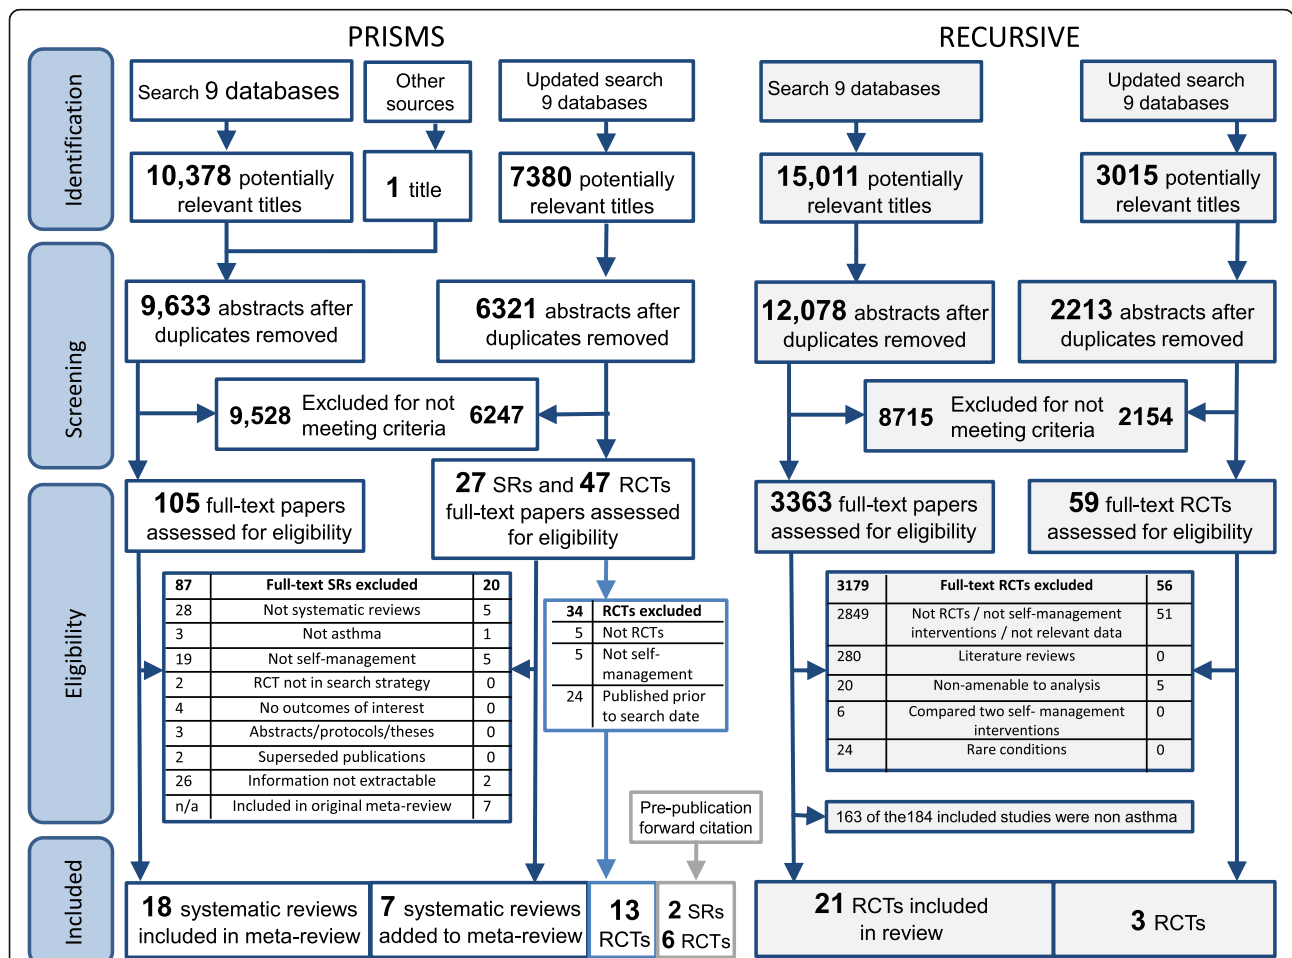 PRISMS
RECURSIVE
Identification
Search 9 databases
Other
sources
Updated search
9 databases
Search 9 databases
Updated search
9 databases
10,378 potentially
relevant titles
1 title
7380 potentially
relevant titles
15,011 potentially
relevant titles
3015 potentially
relevant titles
Screening
9,633 abstracts after
duplicates removed
6321 abstracts after
duplicates removed
12,078 abstracts after
duplicates removed
2213 abstracts after
duplicates removed
9,528 Excluded for not 6247
meeting criteria
8715 Excluded for not 2154
meeting criteria
Eligibility
105 full-text papers
assessed for eligibility
27 SRs and 47 RCTs
full-text papers assessed
for eligibility
3363 full-text papers
assessed for eligibility
59 full-text RCTs
assessed for eligibility
87 Full-text SRs excluded 20
28 Not systematic reviews 5
3 Not asthma 1
19 Not self-management 5
2 RCT not in search strategy 0
4 No outcomes of interest 0
3 Abstracts/protocols/theses 0
2 Superseded publications 0
26 Information not extractable 2
n/a Included in original meta-review 7
34 RCTs excluded
5 Not RCTs
5 Not self-
management
24 Published prior
to search date
3179 Full-text RCTs excluded 56
2849 Not RCTs / not self-management 51
interventions / not relevant data
280 Literature reviews 0
20 Non-amenable to analysis 5
6 Compared two self- management 0
interventions
24 Rare conditions 0
Pre-publication
forward citation
163 of the184 included studies were non asthma
Included
18 systematic reviews
included in meta-review
7 systematic reviews
added to meta-review
13
RCTs
2 SRs
6 RCTs
21 RCTs included
in review
3 RCTs